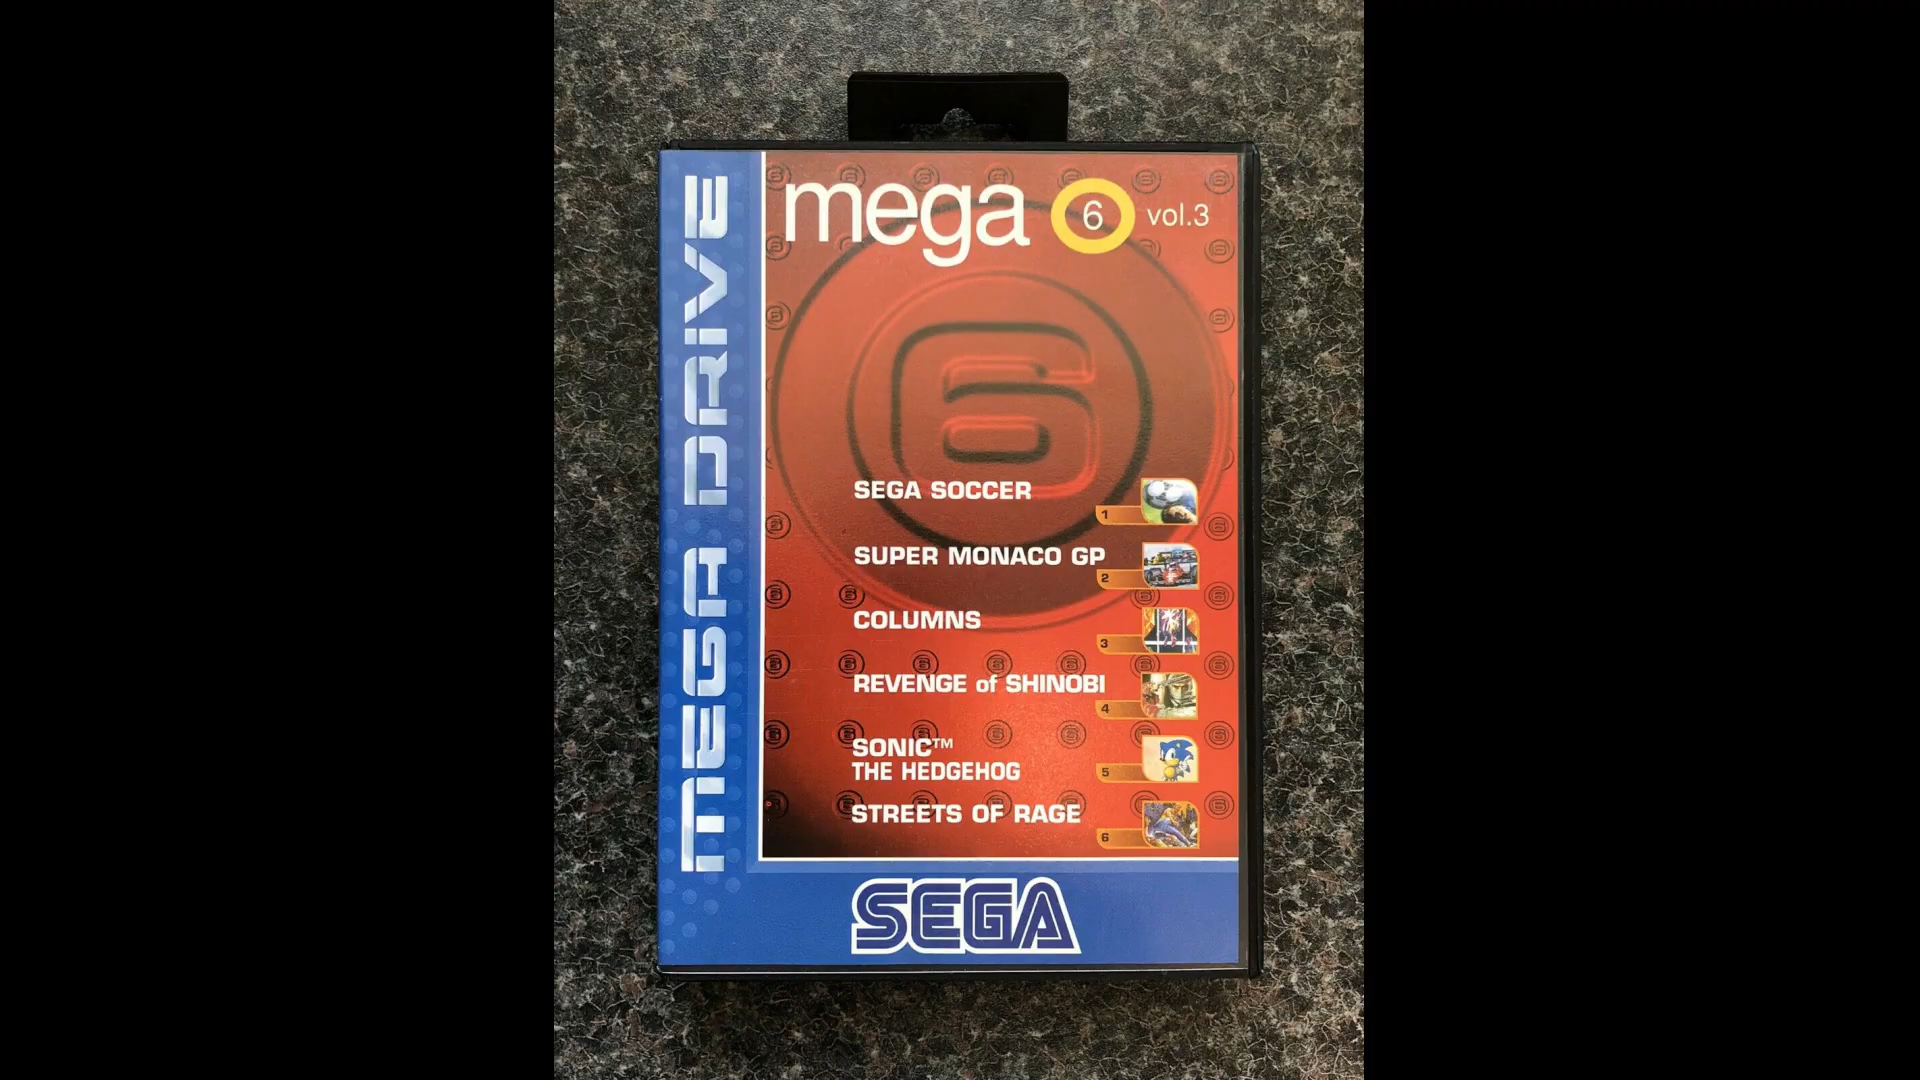 MEGA DRIVE
mega 6 vol.3
6
SEGA SOCCER
1
SUPER MONACO GP
2
COLUMNS
3
REVENGE of SHINOBI
4
SONIC™
THE HEDGEHOG
5
STREETS OF RAGE
6
SEGA